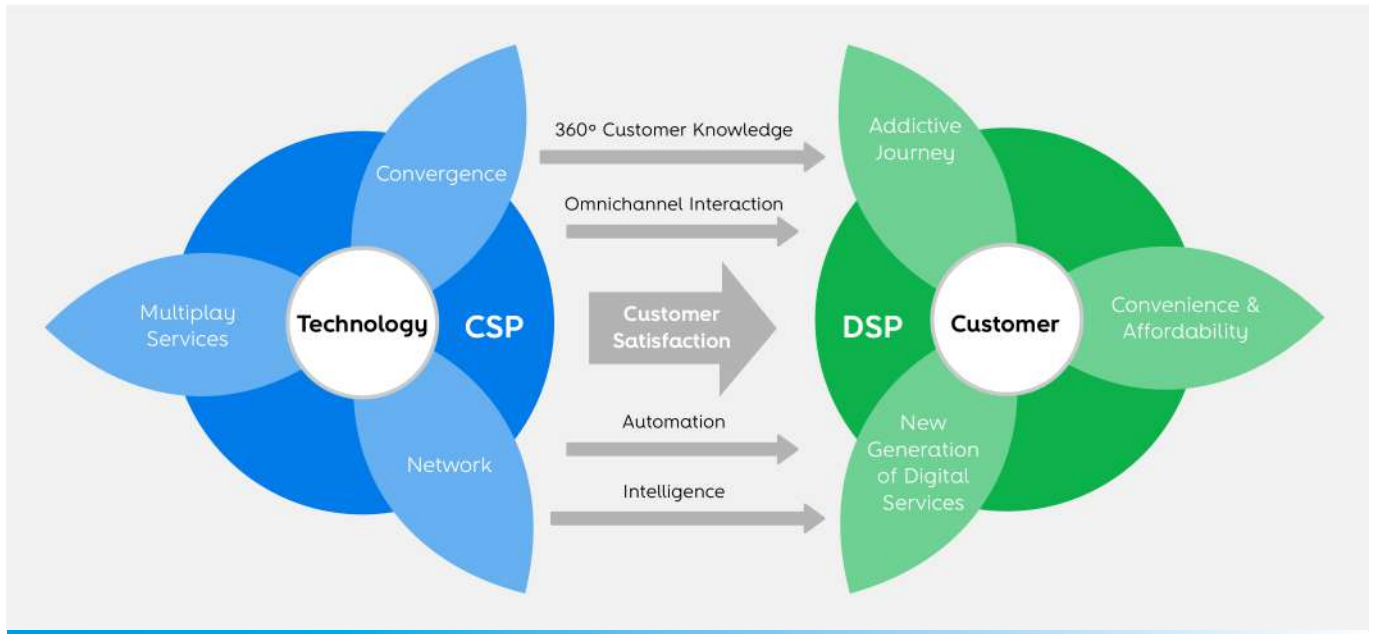 Convergence
Multiplay
Services
Technology
CSP
Network
360º Customer Knowledge
Omnichannel Interaction
Customer
Satisfaction
Automation
Intelligence
Addictive
Journey
DSP
Customer
Convenience &
Affordability
New
Generation
of Digital
Services